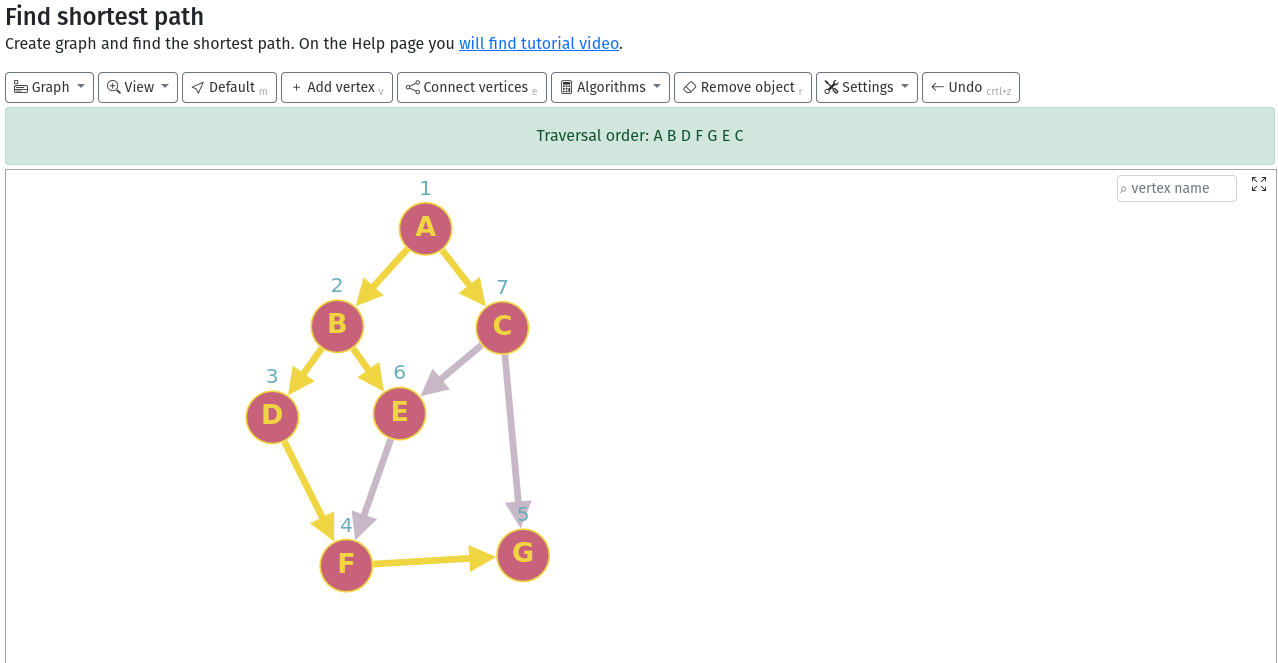 Find shortest path
Create graph and find the shortest path. On the Help page you will find tutorial video.
Graph View Default m + Add vertex v Connect vertices e Algorithms Remove object r Settings Undo crtl+z
Traversal order: A B D F G E C
vertex name
1
A
2
7
B
C
3
6
D
E
4
5
F
G